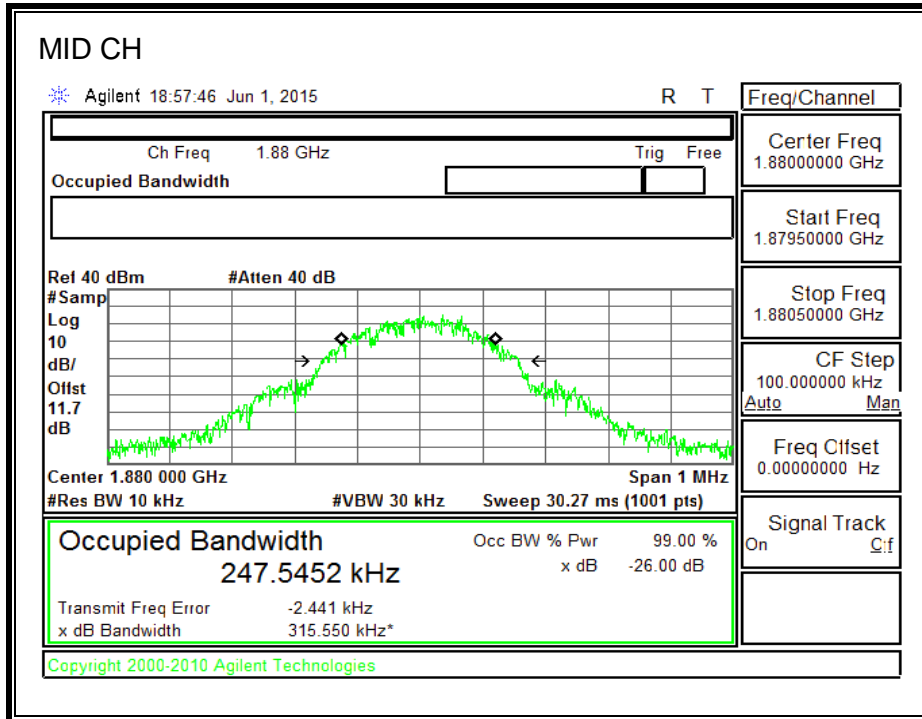 MID CH
Agilent 18:57:46 Jun 1, 2015 R T
Ch Freq 1.88 GHz Trig Free
Occupied Bandwidth
Ref 40 dBm #Atten 40 dB
#Samp
Log
10
dB/
Offst
11.7
dB
Center 1.880 000 GHz Span 1 MHz
#Res BW 10 kHz #VBW 30 kHz Sweep 30.27 ms (1001 pts)
Occupied Bandwidth
247.5452 kHz
Occ BW % Pwr 99.00 %
x dB -26.00 dB
Transmit Freq Error -2.441 kHz
x dB Bandwidth 315.550 kHz*
Copyright 2000-2010 Agilent Technologies
Freq/Channel
Center Freq
1.88000000 GHz
Start Freq
1.87950000 GHz
Stop Freq
1.88050000 GHz
CF Step
100.000000 kHz
Auto Man
Freq Offset
0.00000000 Hz
Signal Track
On Off